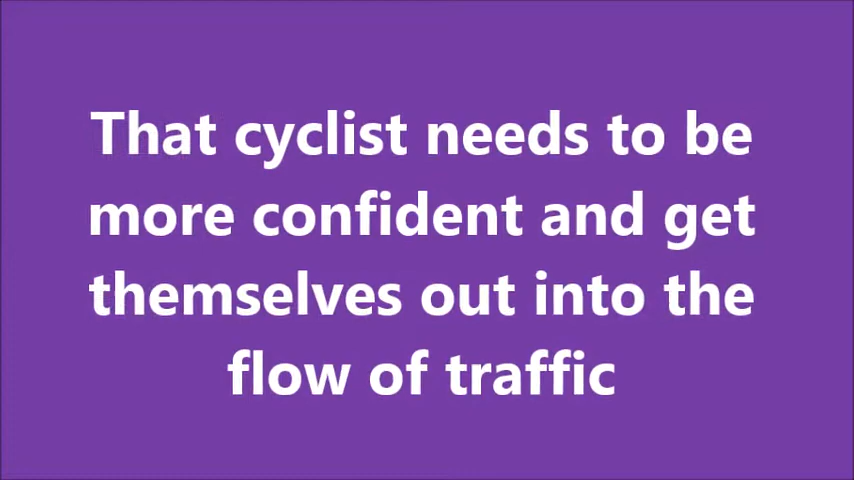 That cyclist needs to be
more confident and get
themselves out into the
flow of traffic